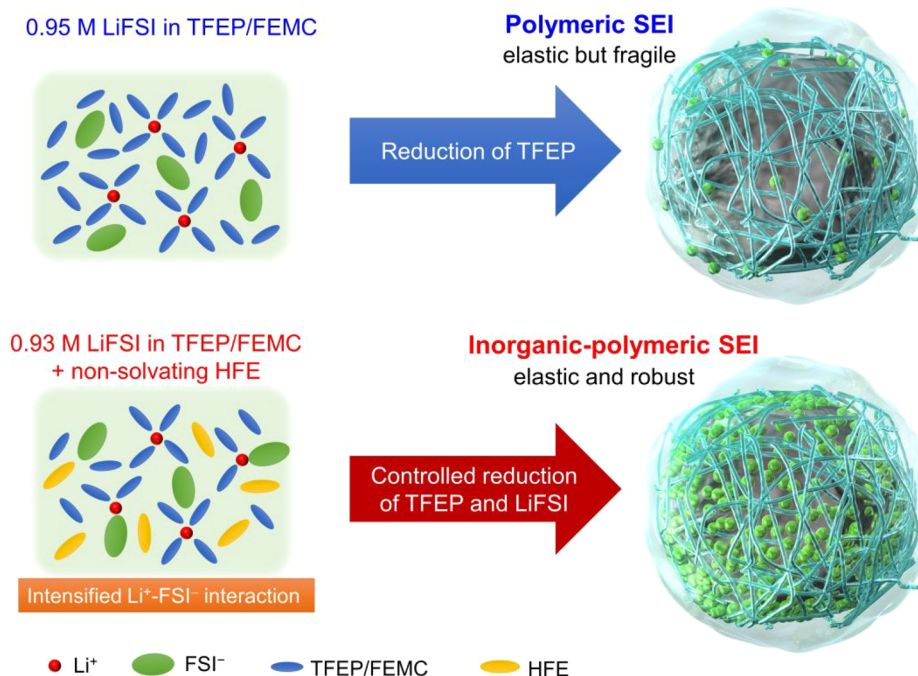 0.95 M LiFSI in TFEP/FEMC
Polymeric SEI
elastic but fragile
Reduction of TFEP
0.93 M LiFSI in TFEP/FEMC
+ non-solvating HFE
Inorganic-polymeric SEI
elastic and robust
Controlled reduction
of TFEP and LiFSI
Intensified Li⁺-FSI⁻ interaction
Li⁺
FSI⁻
TFEP/FEMC
HFE